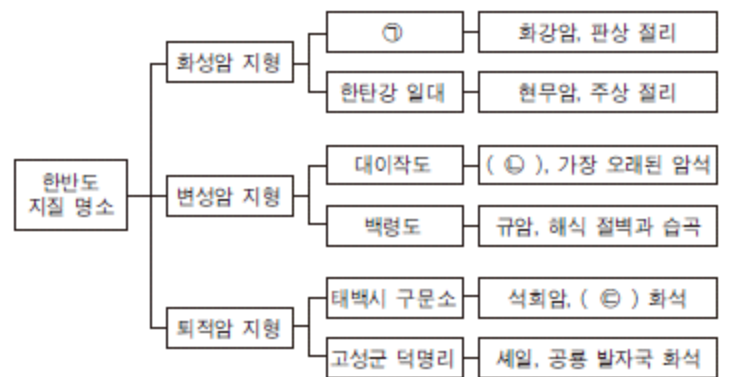 한반도
지질 명소
화성암 지형
㉠
화강암, 판상 절리
한탄강 일대
현무암, 주상 절리
변성암 지형
대이작도
( ㉡ ), 가장 오래된 암석
백령도
규암, 해식 절벽과 습곡
퇴적암 지형
태백시 구문소
석회암, ( ㉢ ) 화석
고성군 덕명리
셰일, 공룡 발자국 화석